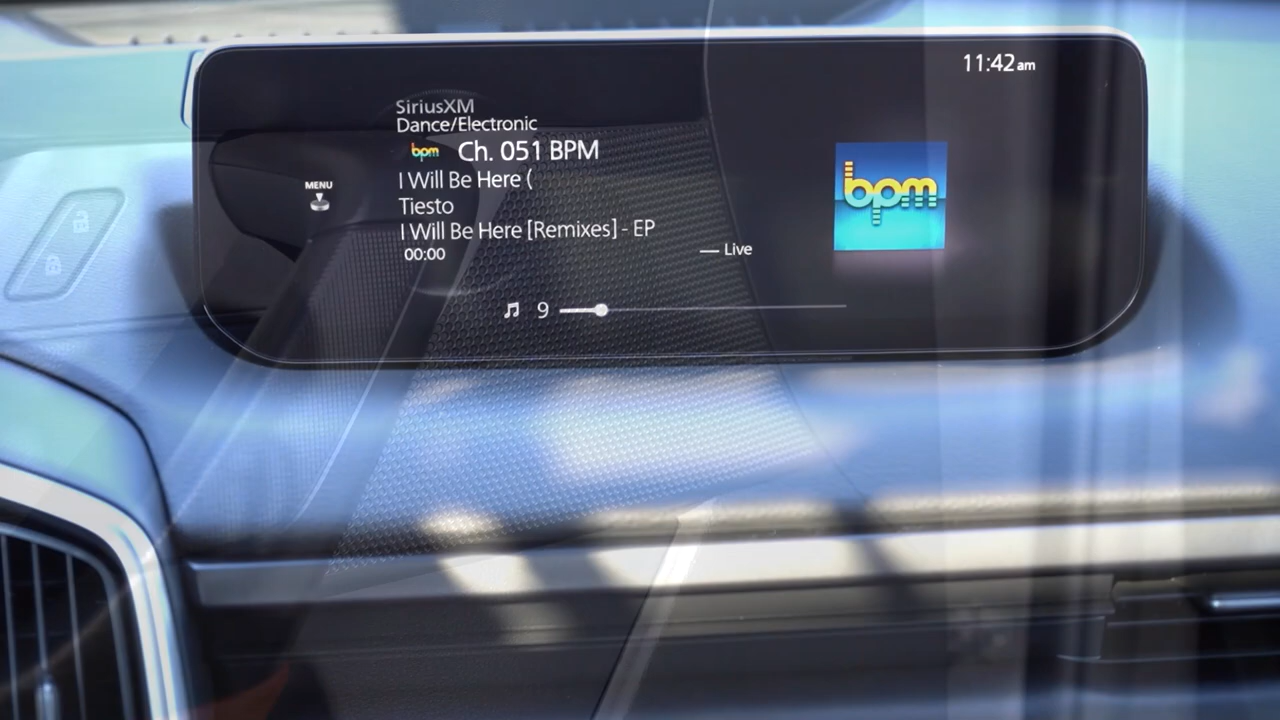 11:42am
SiriusXM
Dance/Electronic
bpm Ch. 051 BPM
MENU
I Will Be Here (
Tiesto
I Will Be Here [Remixes] - EP
00:00
Live
9
bpm